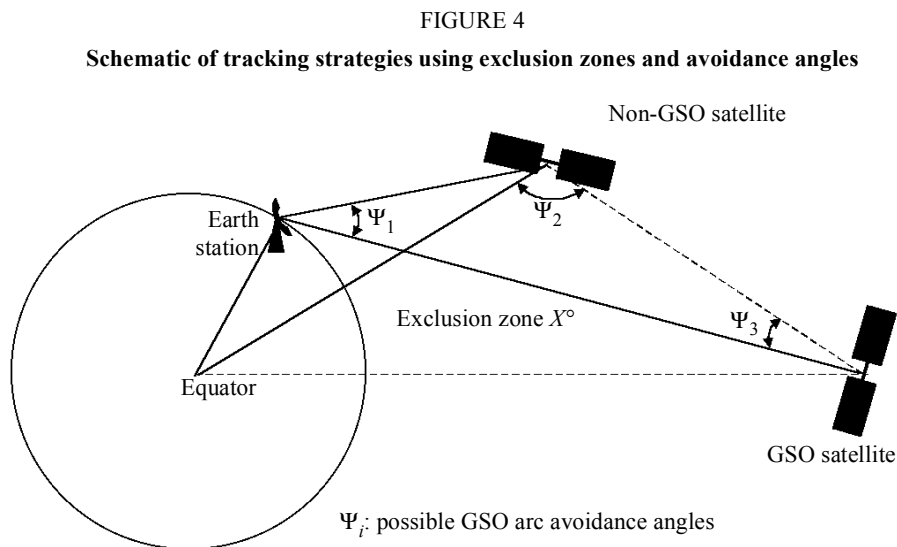 FIGURE 4
Schematic of tracking strategies using exclusion zones and avoidance angles
Non-GSO satellite
Earth
station
Ψ1
Ψ2
Exclusion zone X°
Ψ3
Equator
GSO satellite
Ψi: possible GSO arc avoidance angles